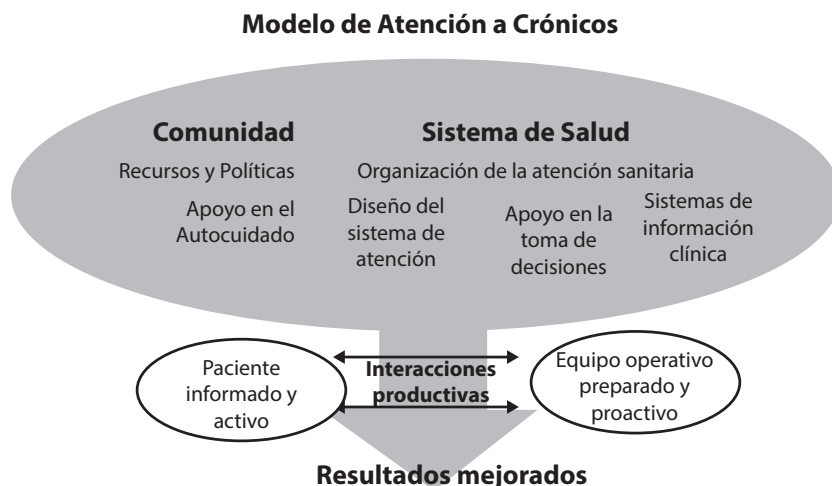 Modelo de Atención a Crónicos
Comunidad
Recursos y Políticas
Apoyo en el
Autocuidado
Sistema de Salud
Organización de la atención sanitaria
Diseño del
sistema de
atención
Apoyo en la
toma de
decisiones
Sistemas de
información
clínica
Paciente
informado y
activo
Interacciones
productivas
Equipo operativo
preparado y
proactivo
Resultados mejorados